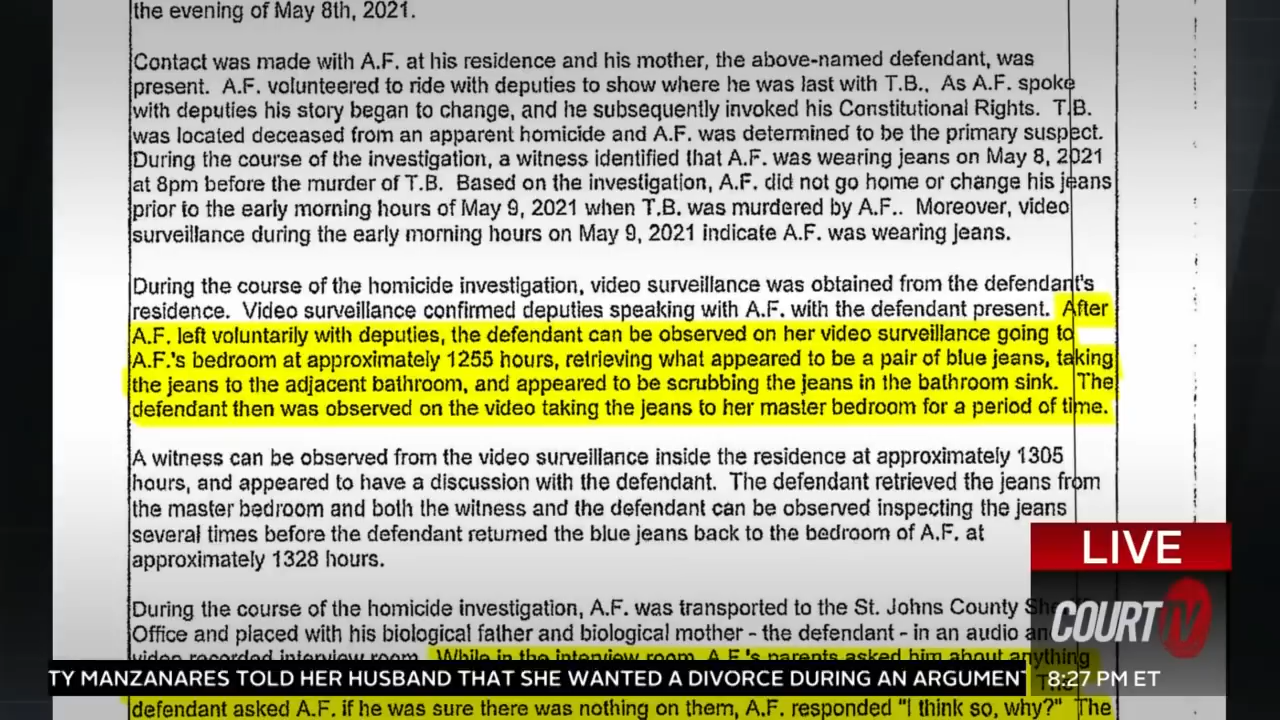 the evening of May 8th, 2021.
Contact was made with A.F. at his residence and his mother, the above-named defendant, was
present. A.F. volunteered to ride with deputies to show where he was last with T.B.. As A.F. spoke
with deputies his story began to change, and he subsequently invoked his Constitutional Rights. T.B.
was located deceased from an apparent homicide and A.F. was determined to be the primary suspect.
During the course of the investigation, a witness identified that A.F. was wearing jeans on May 8, 2021
at 8pm before the murder of T.B. Based on the investigation, A.F. did not go home or change his jeans
prior to the early morning hours of May 9, 2021 when T.B. was murdered by A.F.. Moreover, video
surveillance during the early morning hours on May 9, 2021 indicate A.F. was wearing jeans.
During the course of the homicide investigation, video surveillance was obtained from the defendant's
residence. Video surveillance confirmed deputies speaking with A.F. with the defendant present. After
A.F. left voluntarily with deputies, the defendant can be observed on her video surveillance going to
A.F.'s bedroom at approximately 1255 hours, retrieving what appeared to be a pair of blue jeans, taking
the jeans to the adjacent bathroom, and appeared to be scrubbing the jeans in the bathroom sink. The
defendant then was observed on the video taking the jeans to her master bedroom for a period of time.
A witness can be observed from the video surveillance inside the residence at approximately 1305
hours, and appeared to have a discussion with the defendant. The defendant retrieved the jeans from
the master bedroom and both the witness and the defendant can be observed inspecting the jeans
several times before the defendant returned the blue jeans back to the bedroom of A.F. at
approximately 1328 hours.
During the course of the homicide investigation, A.F. was transported to the St. Johns County
Office and placed with his biological father and biological mother - the defendant - in an audio
video recorded interview room. While in the interview room, A.F.'s parents asked him about anything
defendant asked A.F. if he was sure there was nothing on them, A.F. responded "I think so, why?" The
LIVE
COURT TV
TY MANZANARES TOLD HER HUSBAND THAT SHE WANTED A DIVORCE DURING AN ARGUMENT
8:27 PM ET